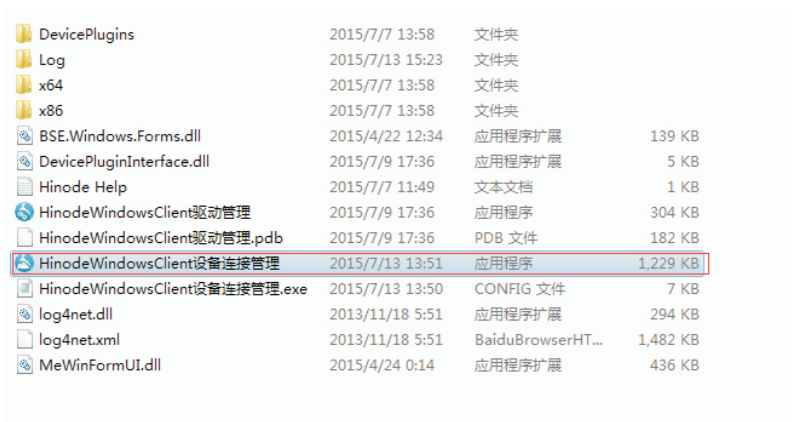 DevicePlugins 2015/7/7 13:58 文件夹
Log 2015/7/13 15:23 文件夹
x64 2015/7/7 13:58 文件夹
x86 2015/7/7 13:58 文件夹
BSE.Windows.Forms.dll 2015/4/22 12:34 应用程序扩展 139 KB
DevicePluginInterface.dll 2015/7/9 17:36 应用程序扩展 5 KB
Hinode Help 2015/7/7 11:49 文本文档 1 KB
HinodeWindowsClient驱动管理 2015/7/9 17:36 应用程序 304 KB
HinodeWindowsClient驱动管理.pdb 2015/7/9 17:36 PDB 文件 182 KB
HinodeWindowsClient设备连接管理 2015/7/13 13:51 应用程序 1,229 KB
HinodeWindowsClient设备连接管理.exe 2015/7/13 13:50 CONFIG 文件 7 KB
log4net.dll 2013/11/18 5:51 应用程序扩展 294 KB
log4net.xml 2013/11/18 5:51 BaiduBrowserHT... 1,482 KB
MeWinFormUI.dll 2015/4/24 0:14 应用程序扩展 436 KB